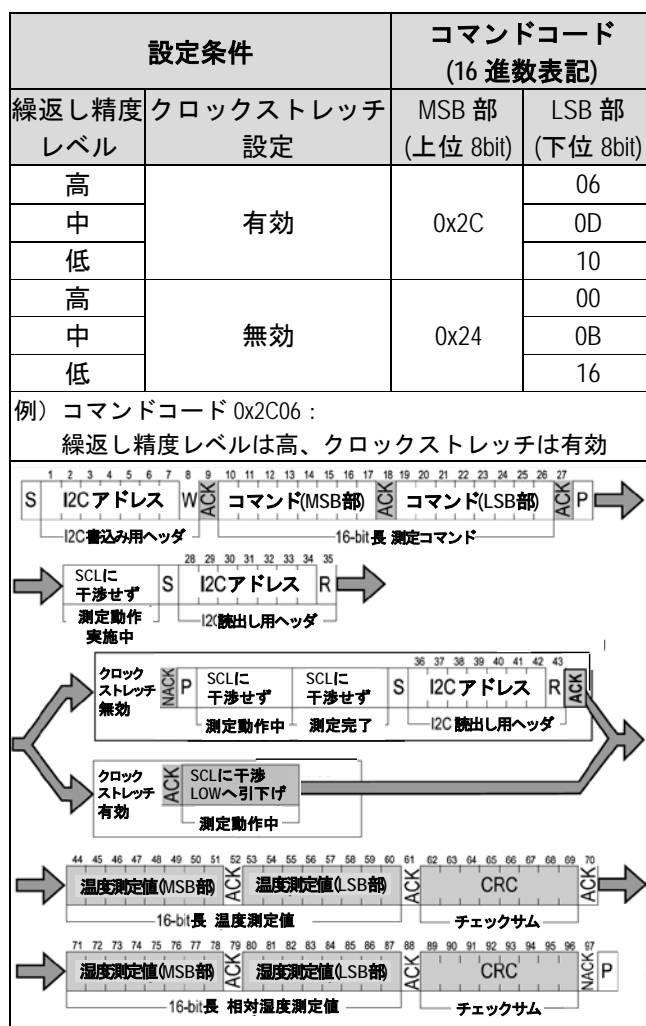 設定条件
コマンドコード
(16 進数表記)
繰返し精度
レベル
クロックストレッチ
設定
MSB 部
(上位 8bit)
LSB 部
(下位 8bit)
高
有効
0x2C
06
中
0D
低
10
高
無効
0x24
00
中
0B
低
16
例）コマンドコード 0x2C06：
繰返し精度レベルは高、クロックストレッチは有効
1 2 3 4 5 6 7 8 9 10 11 12 13 14 15 16 17 18 19 20 21 22 23 24 25 26 27
S I2Cアドレス W ACK コマンド(MSB部) ACK コマンド(LSB部) ACK P
I2C書込み用ヘッダ 16-bit長 測定コマンド
28 29 30 31 32 33 34 35
SCLに
干渉せず
S I2Cアドレス R
測定動作
実施中
I2C読出し用ヘッダ
36 37 38 39 40 41 42 43
クロック
ストレッチ
無効
NACK P
SCLに
干渉せず
SCLに
干渉せず
S I2Cアドレス R ACK
測定動作中 測定完了 I2C読出し用ヘッダ
クロック
ストレッチ
有効
ACK
SCLに干渉
LOWへ引下げ
測定動作中
44 45 46 47 48 49 50 51 52 53 54 55 56 57 58 59 60 61 62 63 64 65 66 67 68 69 70
温度測定値(MSB部) ACK 温度測定値(LSB部) ACK CRC ACK
16-bit長 温度測定値 チェックサム
71 72 73 74 75 76 77 78 79 80 81 82 83 84 85 86 87 88 89 90 91 92 93 94 95 96 97
湿度測定値(MSB部) ACK 湿度測定値(LSB部) ACK CRC NACK P
16-bit長 相対湿度測定値 チェックサム